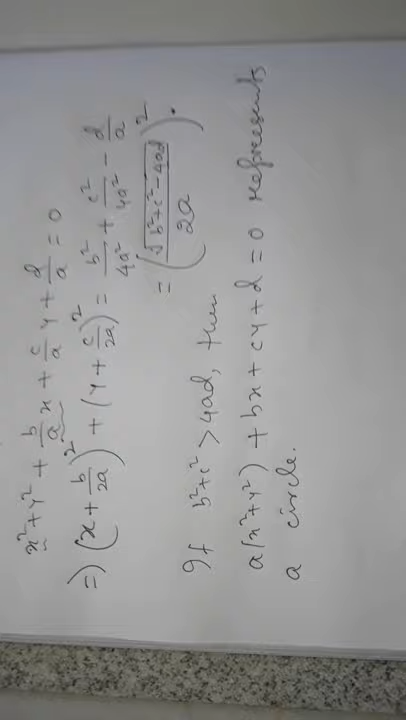 x² + y² + b/a x + c/a y + d/a = 0
⇒ (x + b/2a)² + (y + c/2a)² = b²/4a² + c²/4a² − d/a
= (√(b² + c² − 4ad)/2a)².
If b² + c² > 4ad, then
a(x² + y²) + bx + cy + d = 0 represents
a circle.